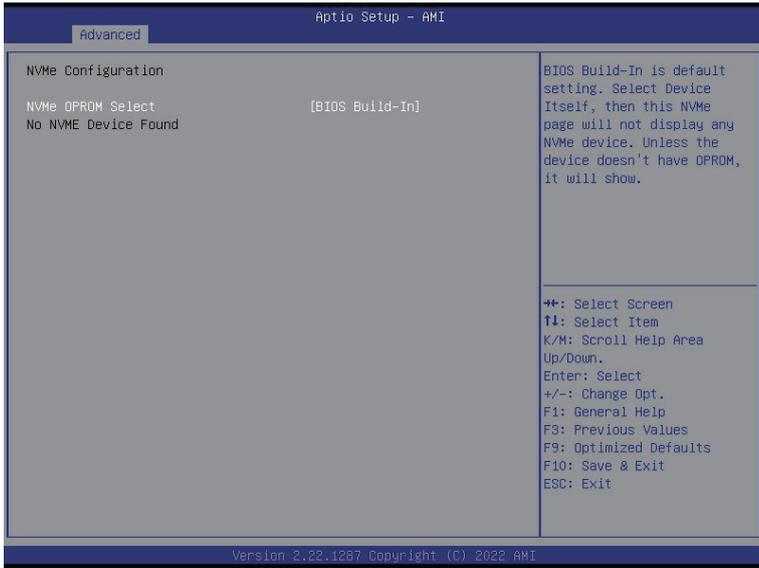 Aptio Setup - AMI
Advanced
NVMe Configuration
NVMe OPROM Select [BIOS Build-In]
No NVME Device Found
BIOS Build-In is default
setting. Select Device
Itself, then this NVMe
page will not display any
NVMe device. Unless the
device doesn't have OPROM,
it will show.
→←: Select Screen
↑↓: Select Item
K/M: Scroll Help Area
Up/Down.
Enter: Select
+/-: Change Opt.
F1: General Help
F3: Previous Values
F9: Optimized Defaults
F10: Save & Exit
ESC: Exit
Version 2.22.1287 Copyright (C) 2022 AMI